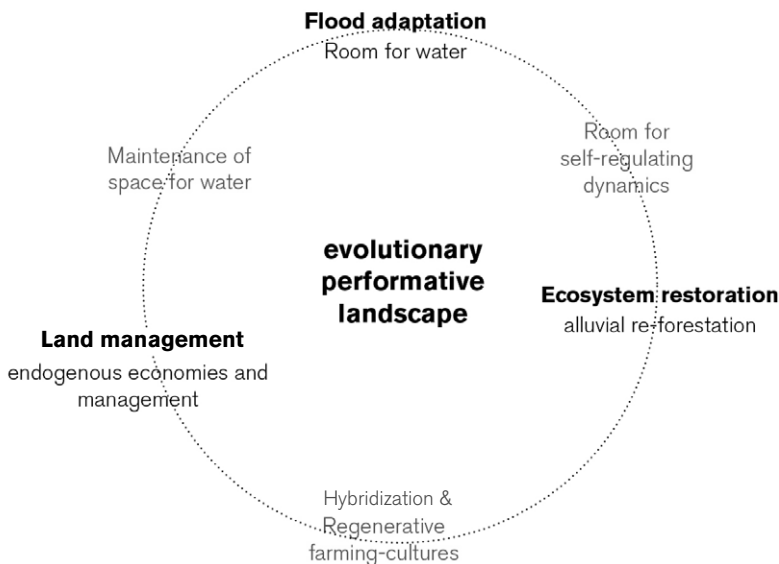 Flood adaptation
Room for water
Room for
self-regulating
dynamics
Maintenance of
space for water
evolutionary
performative
landscape
Ecosystem restoration
alluvial re-forestation
Land management
endogenous economies and
management
Hybridization &
Regenerative
farming-cultures